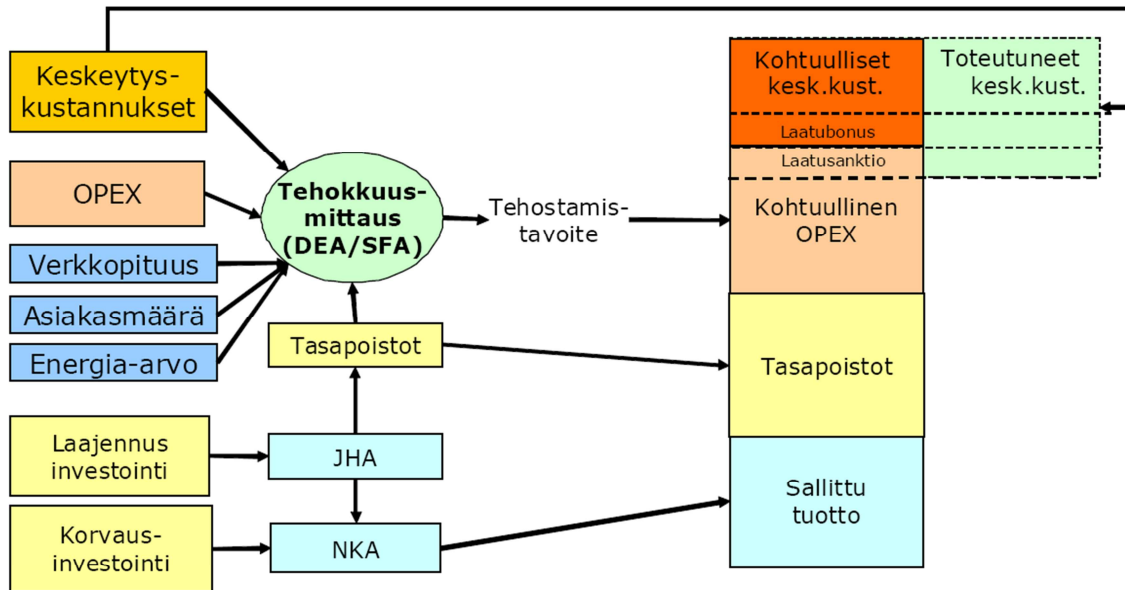 Keskeytys-
kustannukset
OPEX
Verkkopituus
Asiakasmäärä
Energia-arvo
Laajennus
investointi
Korvaus-
investointi
Tehokkuus-
mittaus
(DEA/SFA)
Tasapoistot
JHA
NKA
Tehostamis-
tavoite
Kohtuulliset
kesk.kust.
Laatubonus
Laatusanktio
Kohtuullinen
OPEX
Tasapoistot
Sallittu
tuotto
Toteutuneet
kesk.kust.